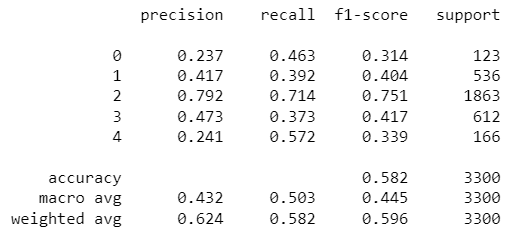 precision recall f1-score support
0 0.237 0.463 0.314 123
1 0.417 0.392 0.404 536
2 0.792 0.714 0.751 1863
3 0.473 0.373 0.417 612
4 0.241 0.572 0.339 166
accuracy 0.582 3300
macro avg 0.432 0.503 0.445 3300
weighted avg 0.624 0.582 0.596 3300